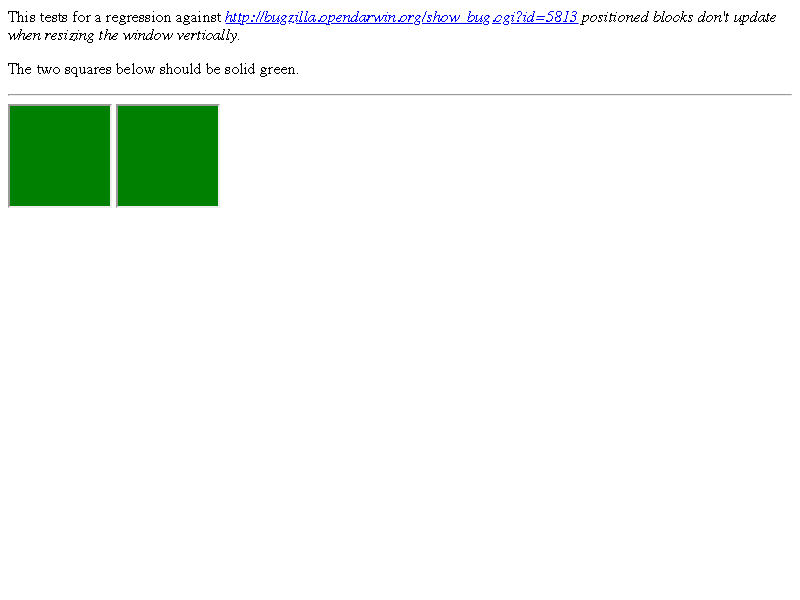 This tests for a regression against http://bugzilla.opendarwin.org/show_bug.cgi?id=5813 positioned blocks don't update
when resizing the window vertically.
The two squares below should be solid green.